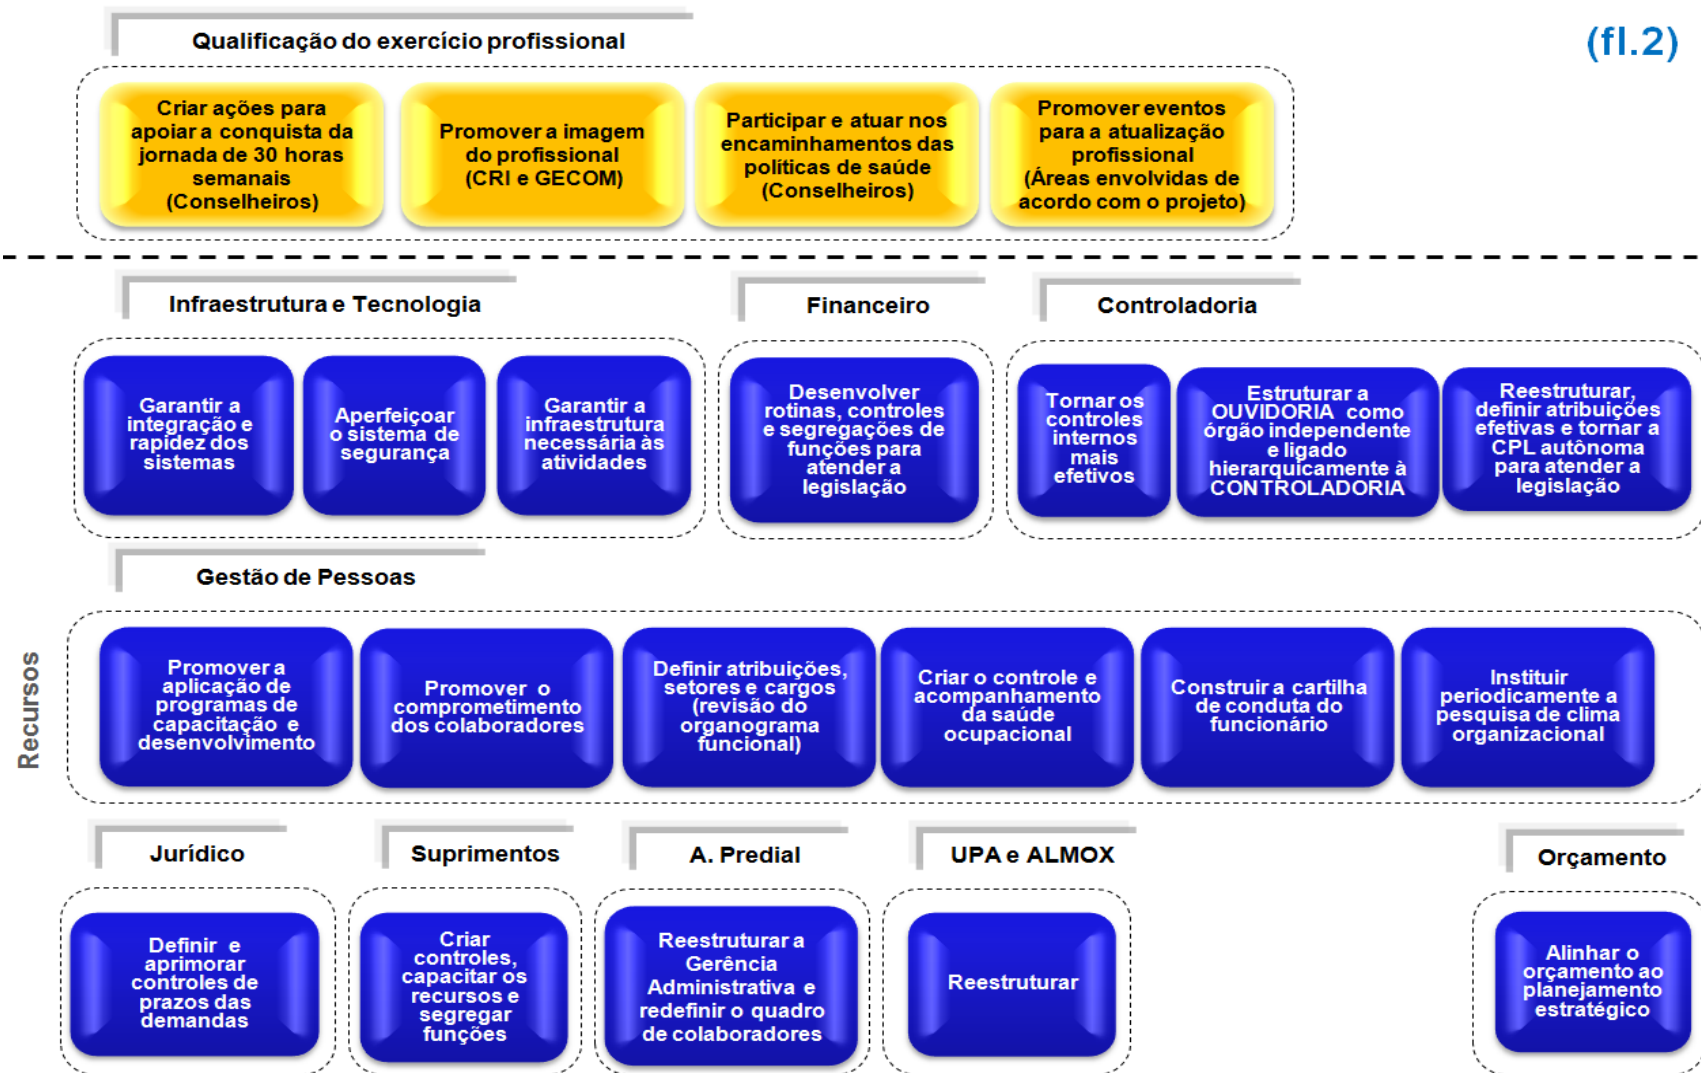 Qualificação do exercício profissional
(fl.2)
Criar ações para
apoiar a conquista da
jornada de 30 horas
semanais
(Conselheiros)
Promover a imagem
do profissional
(CRI e GECOM)
Participar e atuar nos
encaminhamentos das
políticas de saúde
(Conselheiros)
Promover eventos
para a atualização
profissional
(Áreas envolvidas de
acordo com o projeto)
Infraestrutura e Tecnologia
Garantir a
integração e
rapidez dos
sistemas
Aperfeiçoar
o sistema de
segurança
Garantir a
infraestrutura
necessária às
atividades
Financeiro
Desenvolver
rotinas, controles
e segregações de
funções para
atender a
legislação
Controladoria
Tornar os
controles
internos
mais
efetivos
Estruturar a
OUVIDORIA como
órgão independente
e ligado
hierarquicamente à
CONTROLADORIA
Reestruturar,
definir atribuições
efetivas e tornar a
CPL autônoma
para atender a
legislação
Recursos
Gestão de Pessoas
Promover a
aplicação de
programas de
capacitação e
desenvolvimento
Promover o
comprometimento
dos colaboradores
Definir atribuições,
setores e cargos
(revisão do
organograma
funcional)
Criar o controle e
acompanhamento
da saúde
ocupacional
Construir a cartilha
de conduta do
funcionário
Instituir
periodicamente a
pesquisa de clima
organizacional
Jurídico
Definir e
aprimorar
controles de
prazos das
demandas
Suprimentos
Criar
controles,
capacitar os
recursos e
segregar
funções
A. Predial
Reestruturar a
Gerência
Administrativa e
redefinir o quadro
de colaboradores
UPA e ALMOX
Reestruturar
Orçamento
Alinhar o
orçamento ao
planejamento
estratégico